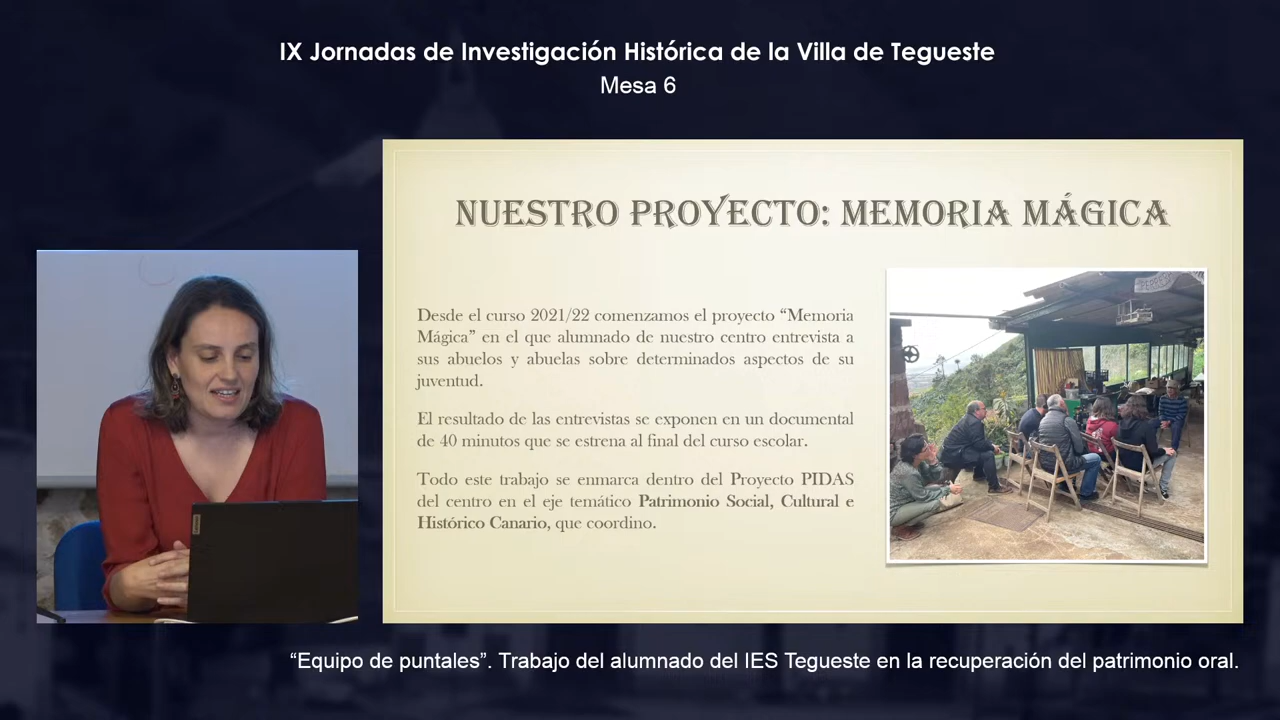 IX Jornadas de Investigación Histórica de la Villa de Tegueste
Mesa 6
NUESTRO PROYECTO: MEMORIA MÁGICA
Desde el curso 2021/22 comenzamos el proyecto “Memoria
Mágica” en el que alumnado de nuestro centro entrevista a
sus abuelos y abuelas sobre determinados aspectos de su
juventud.
El resultado de las entrevistas se exponen en un documental
de 40 minutos que se estrena al final del curso escolar.
Todo este trabajo se enmarca dentro del Proyecto PIDAS
del centro en el eje temático Patrimonio Social, Cultural e
Histórico Canario, que coordino.
“Equipo de puntales”. Trabajo del alumnado del IES Tegueste en la recuperación del patrimonio oral.